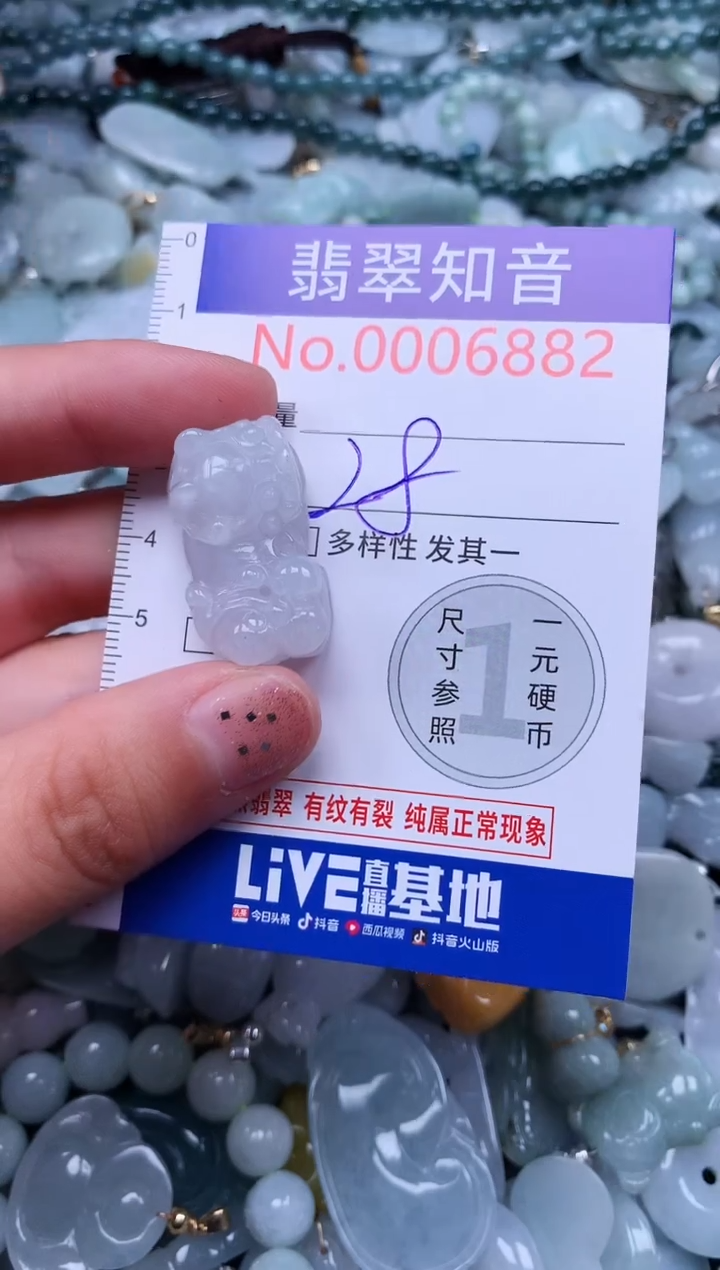 0
翡翠知音
1
No.0006882
量
28
4
多样性 发其一
5
尺寸参照
1
一元硬币
翡翠 有纹有裂 纯属正常现象
LiVE直播基地
头条 今日头条 抖音 西瓜视频 抖音火山版